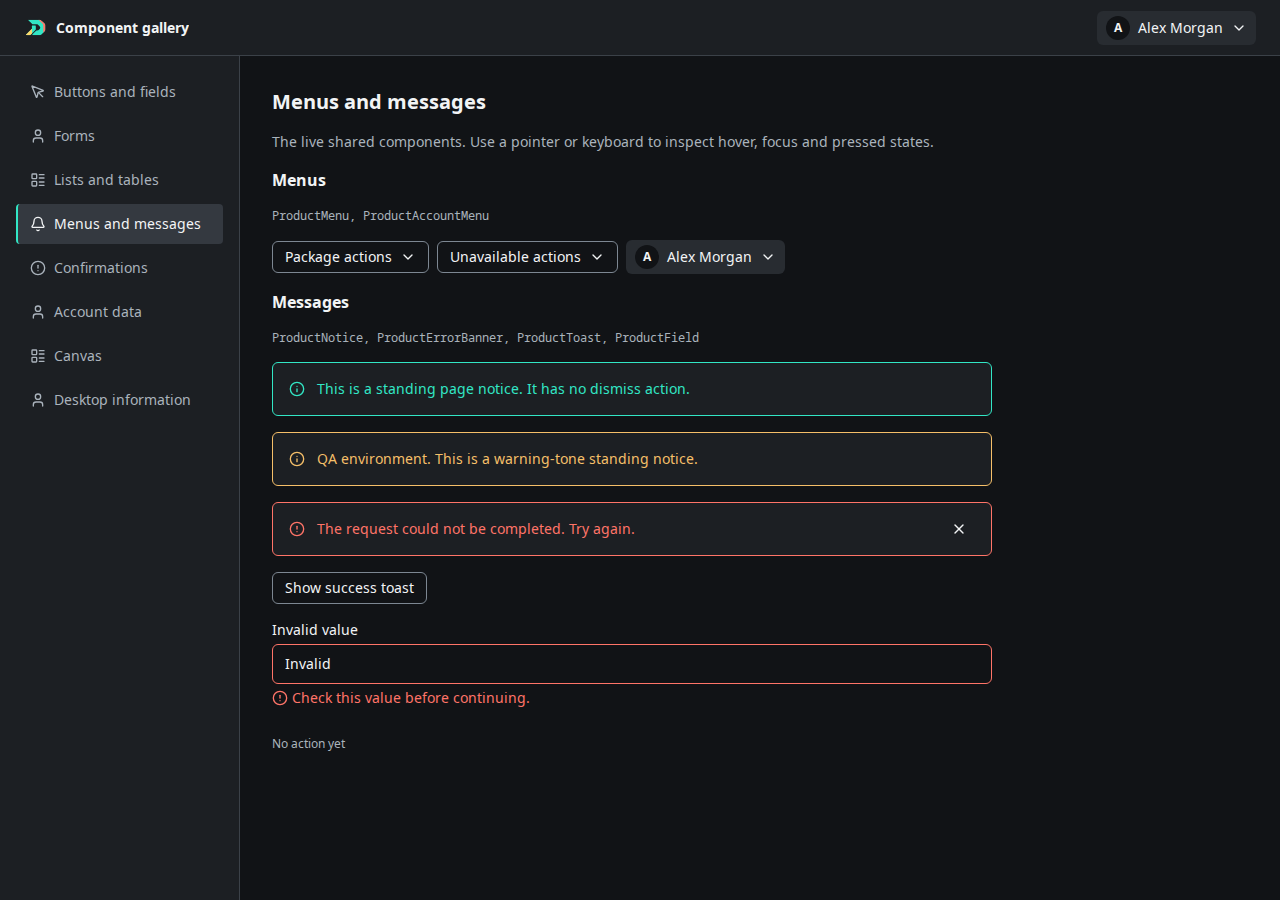 Component gallery
A Alex Morgan
Buttons and fields
Forms
Lists and tables
Menus and messages
Confirmations
Account data
Canvas
Desktop information
Menus and messages
The live shared components. Use a pointer or keyboard to inspect hover, focus and pressed states.
Menus
ProductMenu, ProductAccountMenu
Package actions Unavailable actions A Alex Morgan
Messages
ProductNotice, ProductErrorBanner, ProductToast, ProductField
This is a standing page notice. It has no dismiss action.
QA environment. This is a warning-tone standing notice.
The request could not be completed. Try again.
Show success toast
Invalid value
Invalid
Check this value before continuing.
No action yet